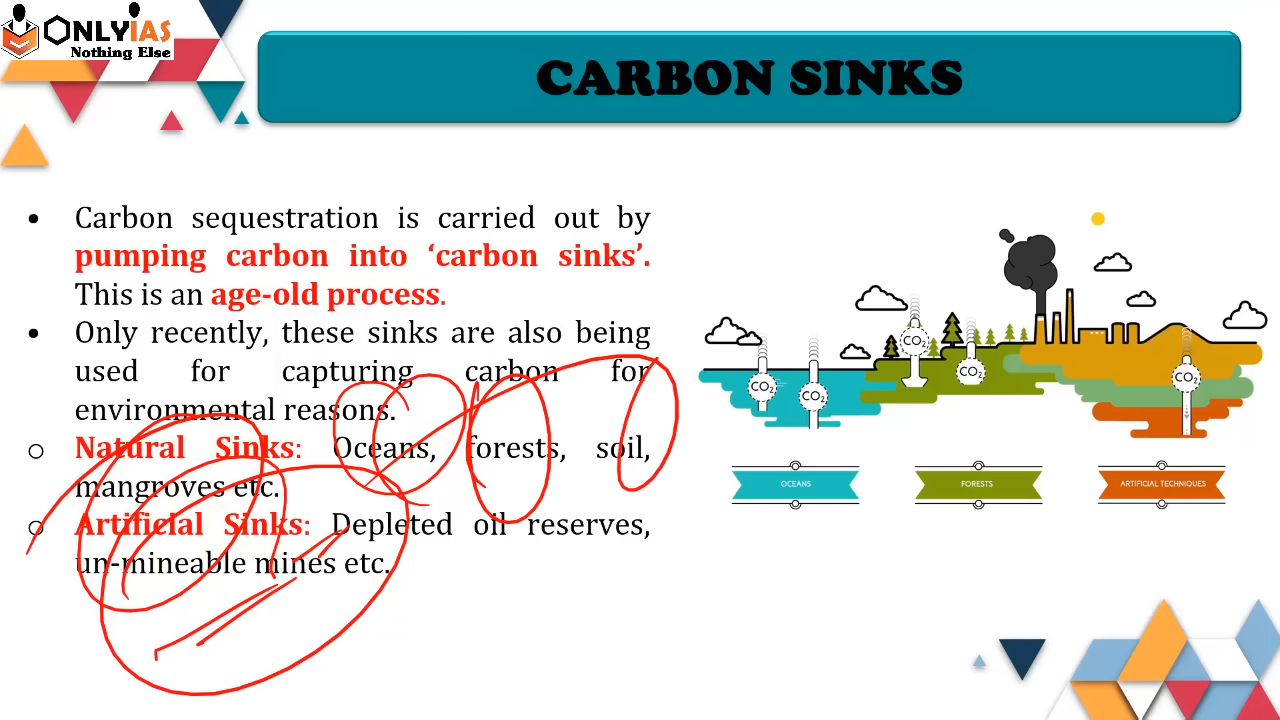 ONLYIAS
Nothing Else
CARBON SINKS
• Carbon sequestration is carried out by
pumping carbon into ‘carbon sinks’.
This is an age-old process.
• Only recently, these sinks are also being
used for capturing carbon for
environmental reasons.
o Natural Sinks: Oceans, forests, soil,
mangroves etc.
o Artificial Sinks: Depleted oil reserves,
un-mineable mines etc.
CO2
CO2
CO2
CO2
CO2
OCEANS
FORESTS
ARTIFICIAL TECHNIQUES